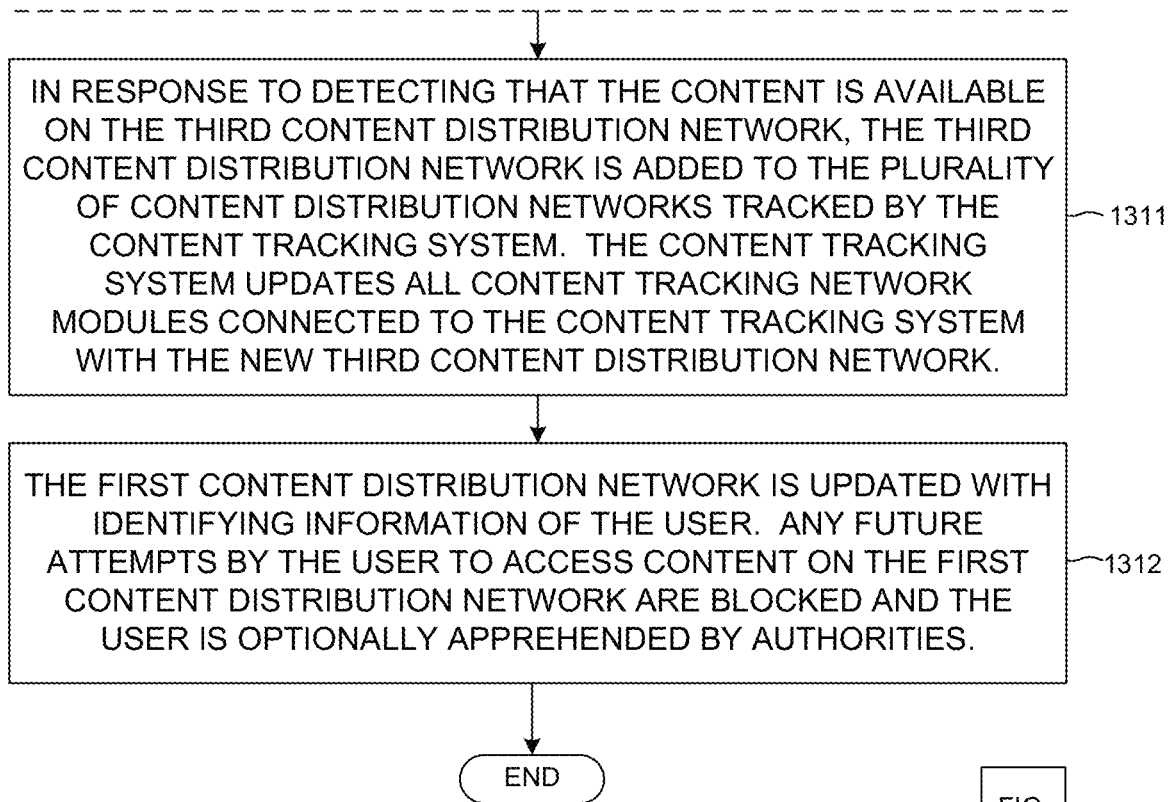 IN RESPONSE TO DETECTING THAT THE CONTENT IS AVAILABLE
ON THE THIRD CONTENT DISTRIBUTION NETWORK, THE THIRD
CONTENT DISTRIBUTION NETWORK IS ADDED TO THE PLURALITY
OF CONTENT DISTRIBUTION NETWORKS TRACKED BY THE
CONTENT TRACKING SYSTEM. THE CONTENT TRACKING
SYSTEM UPDATES ALL CONTENT TRACKING NETWORK
MODULES CONNECTED TO THE CONTENT TRACKING SYSTEM
WITH THE NEW THIRD CONTENT DISTRIBUTION NETWORK.
1311
THE FIRST CONTENT DISTRIBUTION NETWORK IS UPDATED WITH
IDENTIFYING INFORMATION OF THE USER. ANY FUTURE
ATTEMPTS BY THE USER TO ACCESS CONTENT ON THE FIRST
CONTENT DISTRIBUTION NETWORK ARE BLOCKED AND THE
USER IS OPTIONALLY APPREHENDED BY AUTHORITIES.
1312
END
FIG.